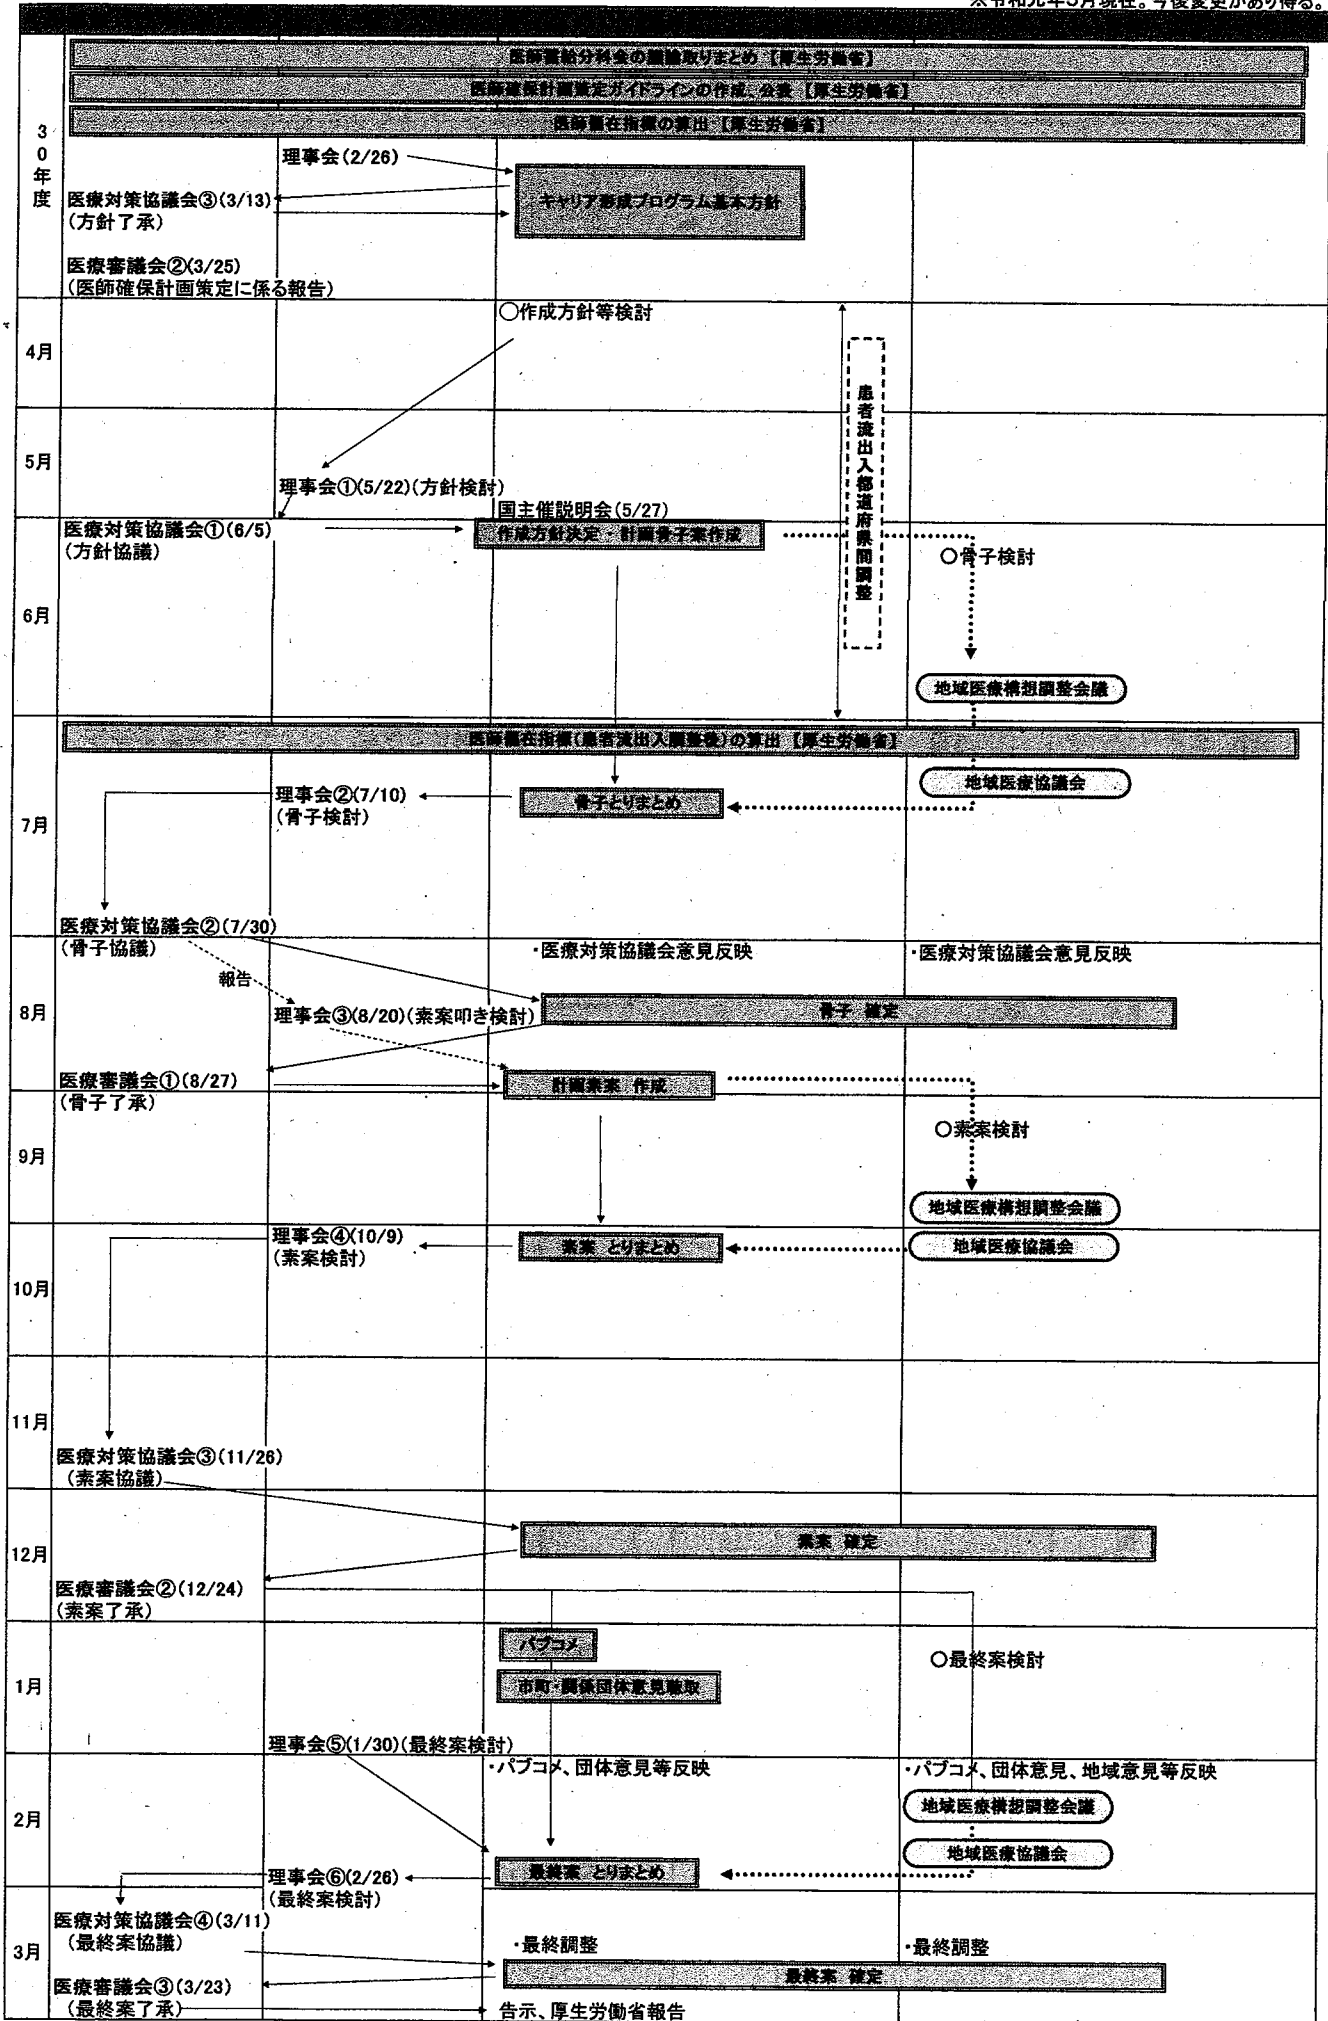 ※令和元年5月現在。今後変更があり得る。
医師需給分科会の議論取りまとめ【厚生労働省】
医師確保計画策定ガイドラインの作成、公表【厚生労働省】
医師偏在指標の算出【厚生労働省】
30年度
理事会(2/26)
キャリア形成プログラム基本方針
医療対策協議会③(3/13)
(方針了承)
医療審議会②(3/25)
(医師確保計画策定に係る報告)
4月
○作成方針等検討
患者流出入都道府県間調整
5月
理事会①(5/22)(方針検討)
国主催説明会(5/27)
医療対策協議会①(6/5)
(方針協議)
作成方針決定・計画骨子案作成
○骨子検討
6月
地域医療構想調整会議
医師偏在指標(患者流出入調整後)の算出【厚生労働省】
地域医療協議会
7月
理事会②(7/10)
(骨子検討)
骨子とりまとめ
医療対策協議会②(7/30)
(骨子協議)
・医療対策協議会意見反映
・医療対策協議会意見反映
報告
8月
理事会③(8/20)(素案叩き検討)
骨子 確定
医療審議会①(8/27)
(骨子了承)
計画素案 作成
9月
○素案検討
地域医療構想調整会議
理事会④(10/9)
(素案検討)
素案 とりまとめ
地域医療協議会
10月
11月
医療対策協議会③(11/26)
(素案協議)
12月
素案 確定
医療審議会②(12/24)
(素案了承)
パブコメ
○最終案検討
1月
市町・関係団体意見聴取
理事会⑤(1/30)(最終案検討)
・パブコメ、団体意見等反映
・パブコメ、団体意見、地域意見等反映
2月
地域医療構想調整会議
地域医療協議会
理事会⑥(2/26)
(最終案検討)
最終案 とりまとめ
医療対策協議会④(3/11)
(最終案協議)
3月
・最終調整
・最終調整
最終案 確定
医療審議会③(3/23)
(最終案了承)
告示、厚生労働省報告